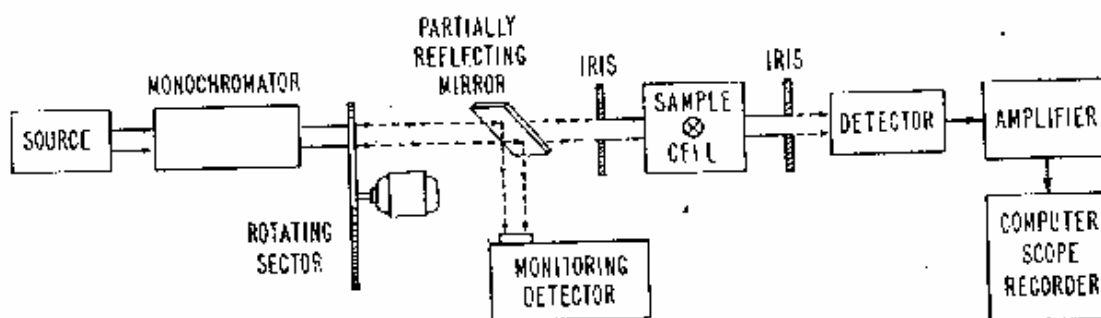 PARTIALLY
REFLECTING
MIRROR
MONOCHROMATOR
IRIS
IRIS
SOURCE
SAMPLE
CELL
DETECTOR
AMPLIFIER
ROTATING
SECTOR
MONITORING
DETECTOR
COMPUTER
SCOPE
RECORDER